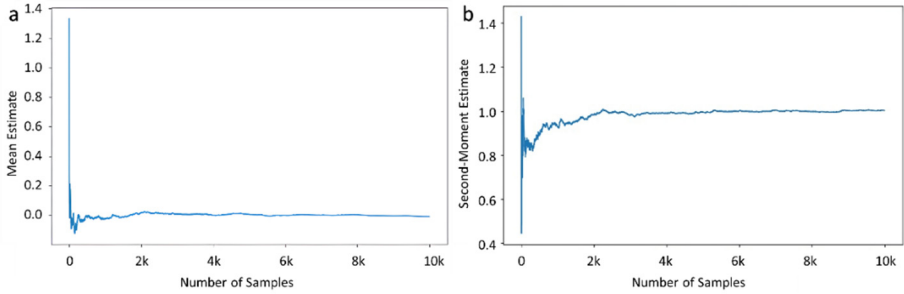 a
1.4
1.2
1.0
0.8
0.6
0.4
0.2
0.0
Mean Estimate
0 2k 4k 6k 8k 10k
Number of Samples
b
1.4
1.2
1.0
0.8
0.6
0.4
Second-Moment Estimate
0 2k 4k 6k 8k 10k
Number of Samples